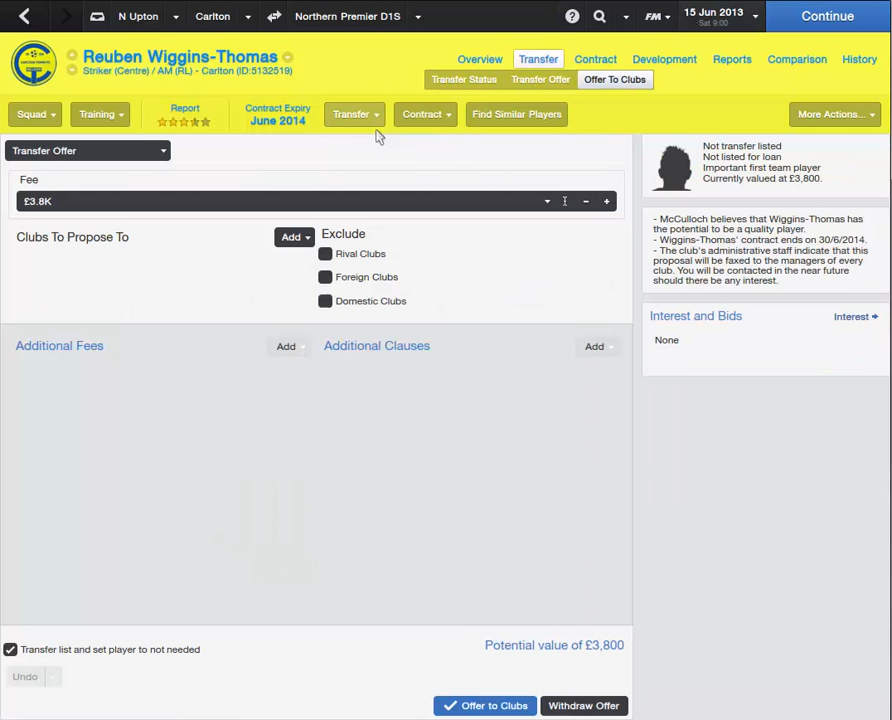 N Upton
Carlton
Northern Premier D1S
?
FM
15 Jun 2013
Sat 9:00
Continue
Reuben Wiggins-Thomas
Striker (Centre) / AM (RL) - Carlton (ID:5132519)
Overview
Transfer
Contract
Development
Reports
Comparison
History
Transfer Status
Transfer Offer
Offer To Clubs
Squad
Training
Report
Contract Expiry
June 2014
Transfer
Contract
Find Similar Players
More Actions...
Transfer Offer
Fee
£3.8K
Clubs To Propose To
Add
Exclude
Rival Clubs
Foreign Clubs
Domestic Clubs
Additional Fees
Add
Additional Clauses
Add
Transfer list and set player to not needed
Potential value of £3,800
Undo
Offer to Clubs
Withdraw Offer
Not transfer listed
Not listed for loan
Important first team player
Currently valued at £3,800.
- McCulloch believes that Wiggins-Thomas has
the potential to be a quality player.
- Wiggins-Thomas' contract ends on 30/6/2014.
- The club's administrative staff indicate that this
proposal will be faxed to the managers of every
club. You will be contacted in the near future
should there be any interest.
Interest and Bids
Interest
None